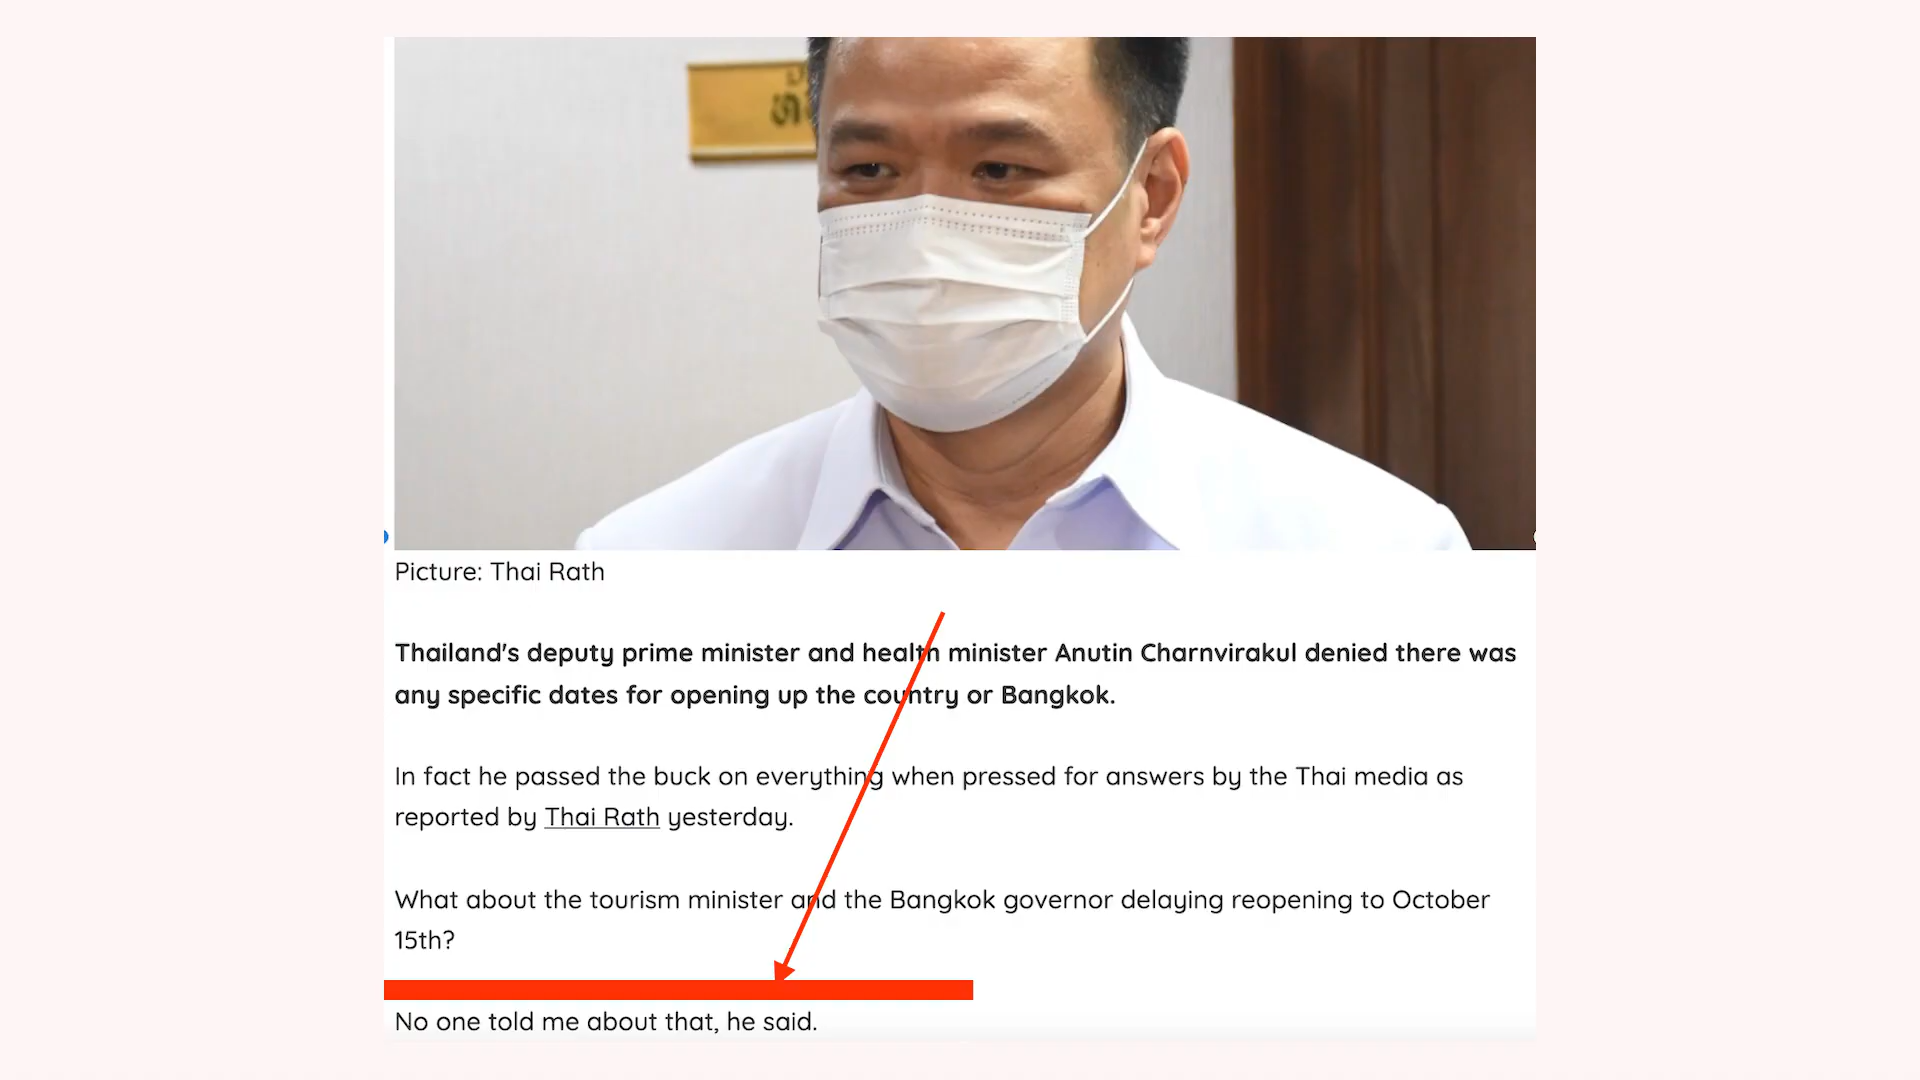 Picture: Thai Rath
Thailand's deputy prime minister and health minister Anutin Charnvirakul denied there was
any specific dates for opening up the country or Bangkok.
In fact he passed the buck on everything when pressed for answers by the Thai media as
reported by Thai Rath yesterday.
What about the tourism minister and the Bangkok governor delaying reopening to October
15th?
No one told me about that, he said.